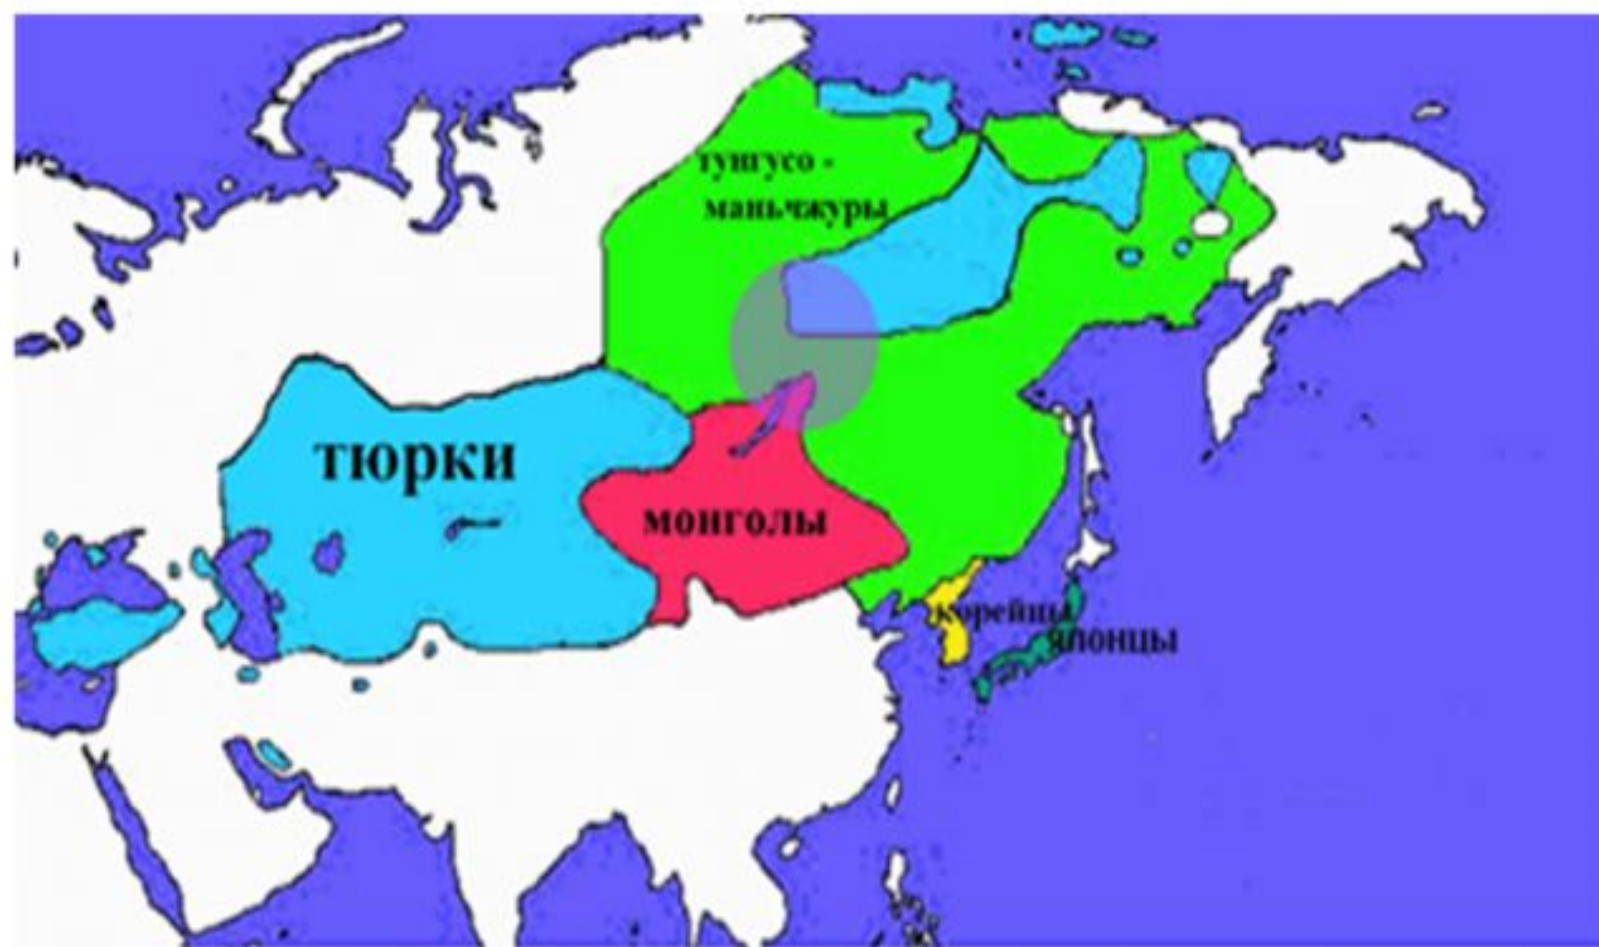 тунгусо -
маньчжуры
тюрки
монголы
корейцы
японцы